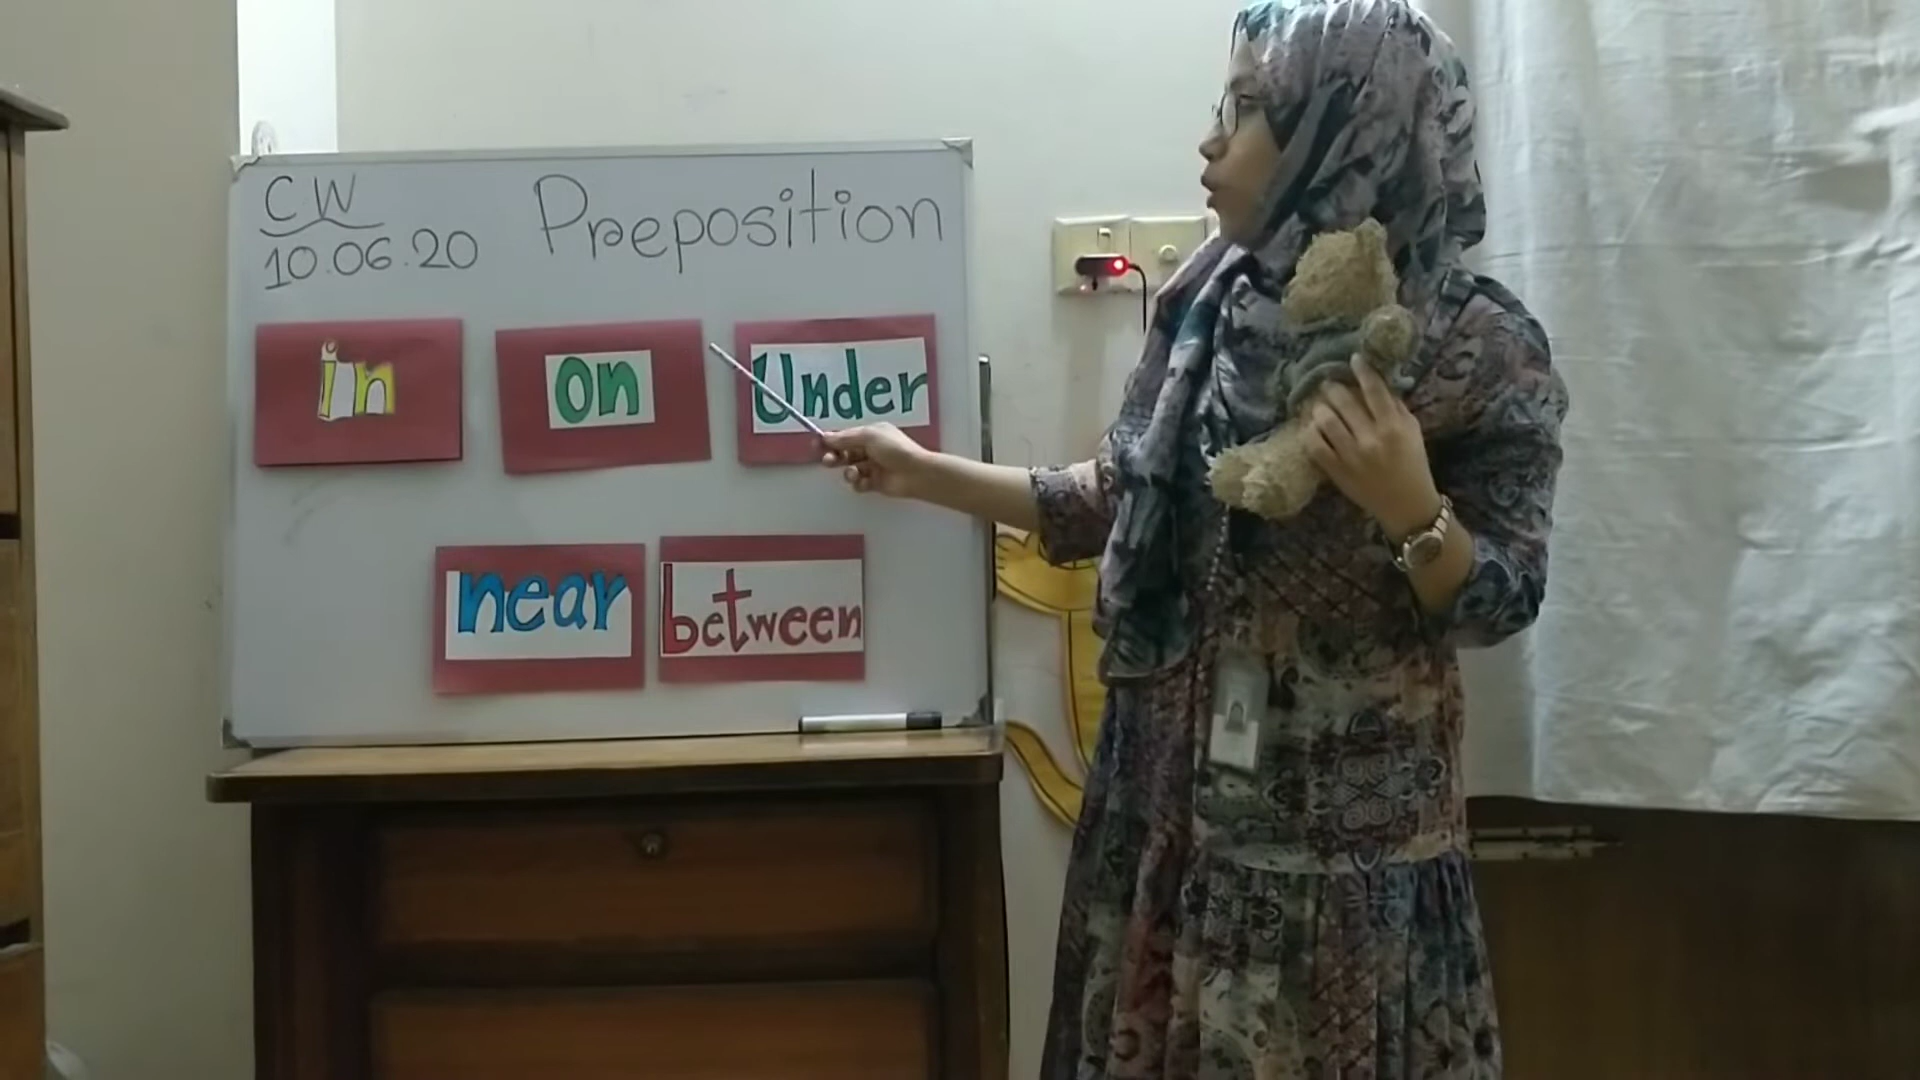 CW
10.06.20
Preposition
in
on
Under
near
between